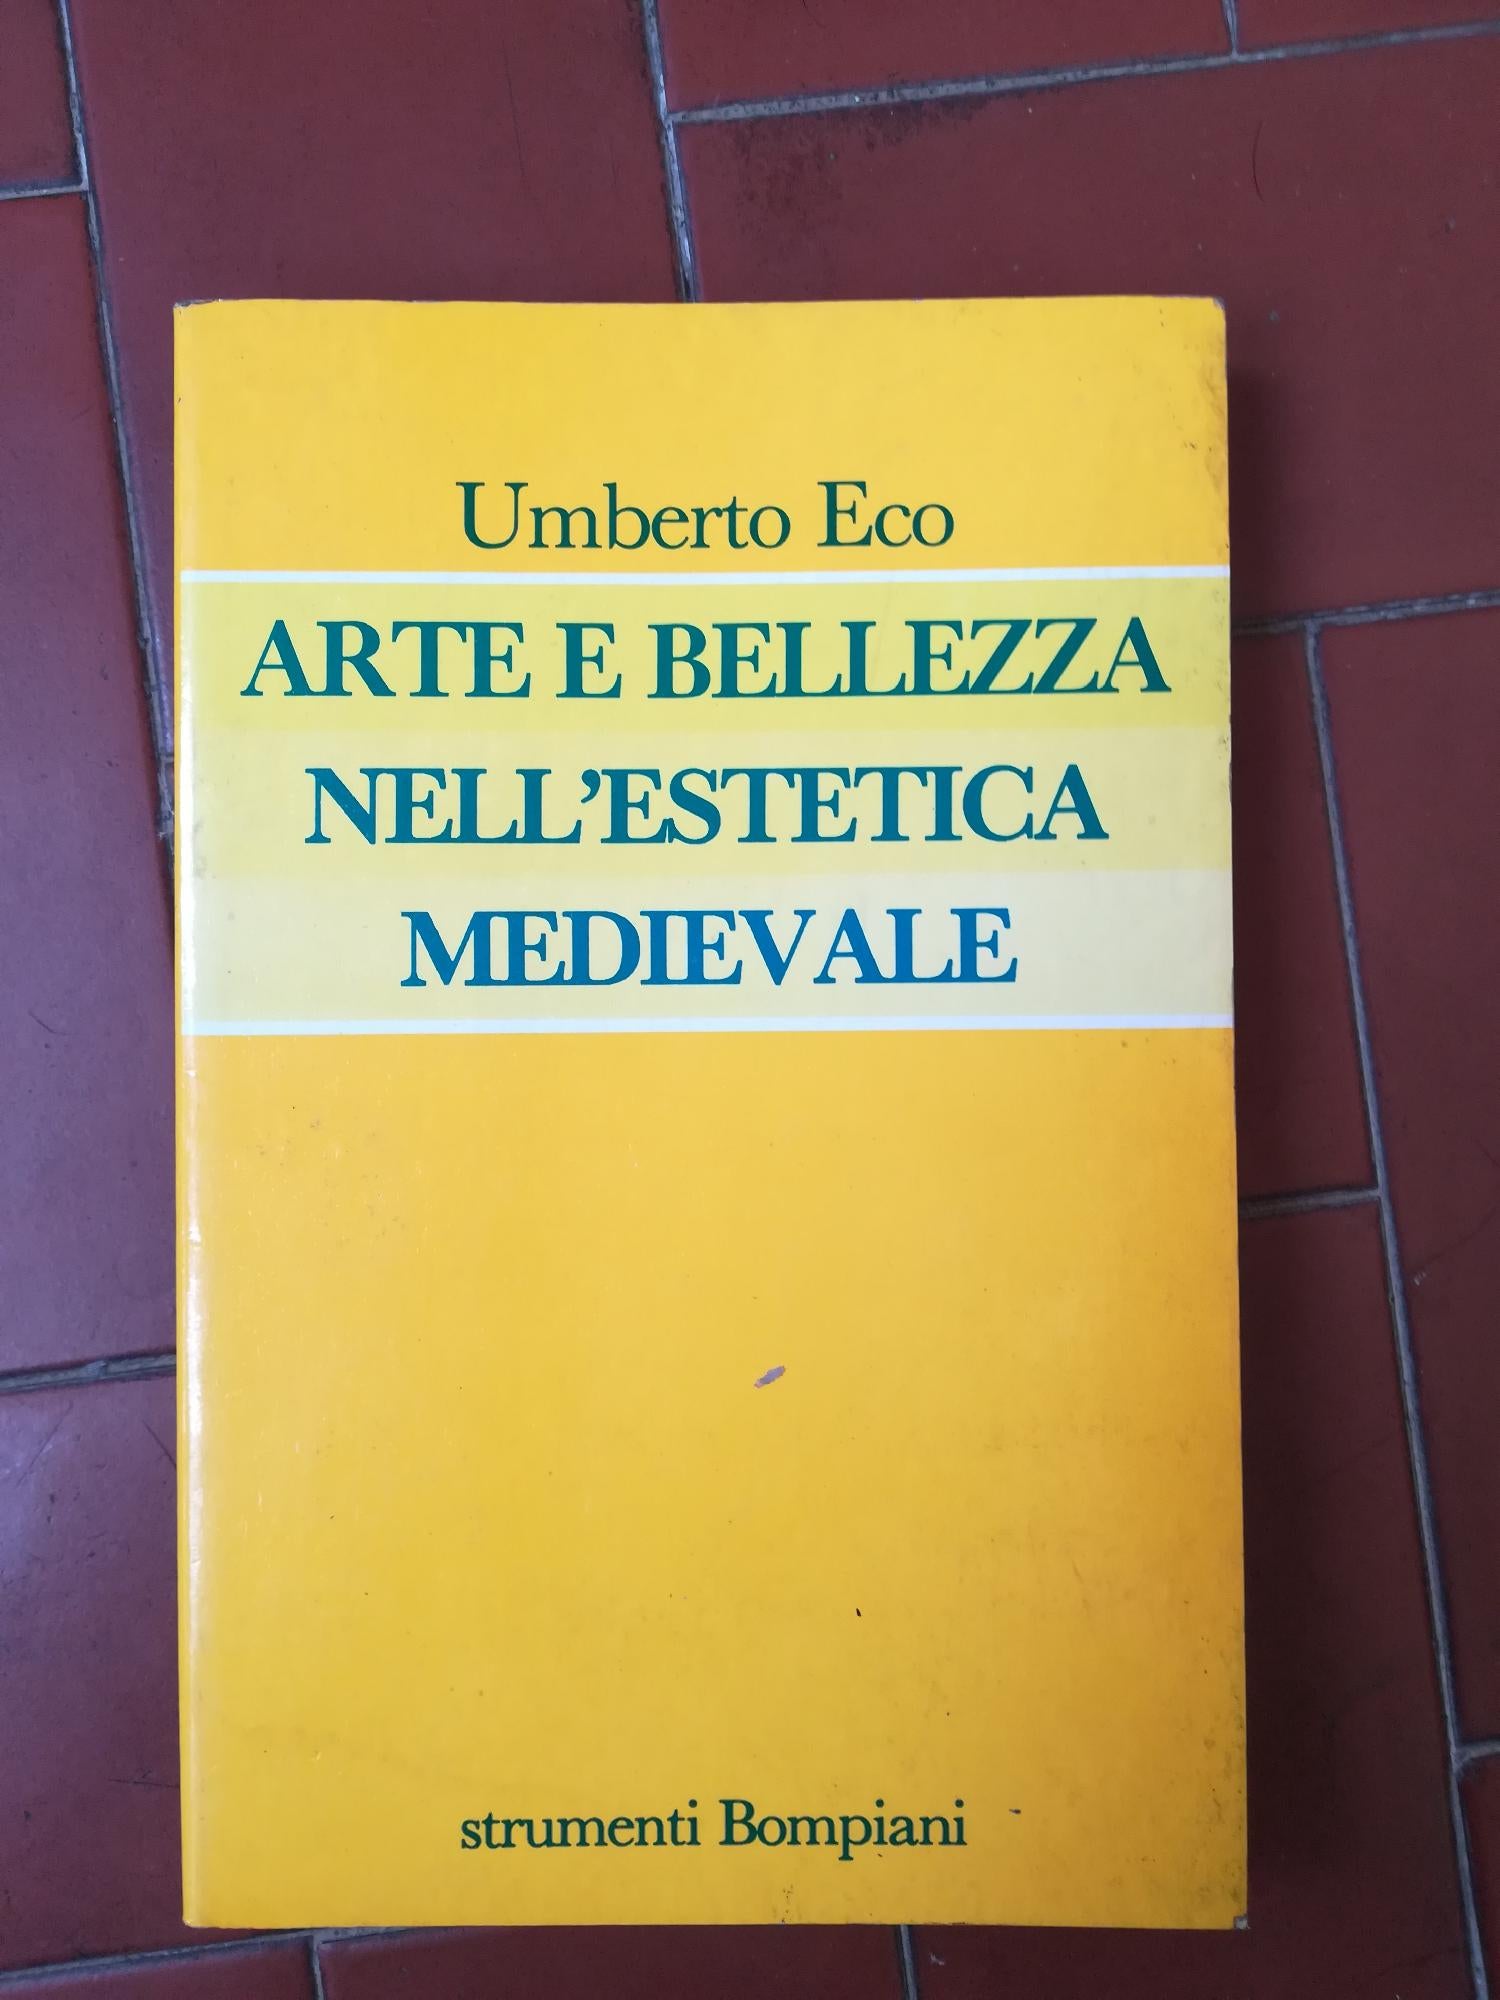 Umberto Eco
ARTE E BELLEZZA
NELL'ESTETICA
MEDIEVALE
strumenti Bompiani